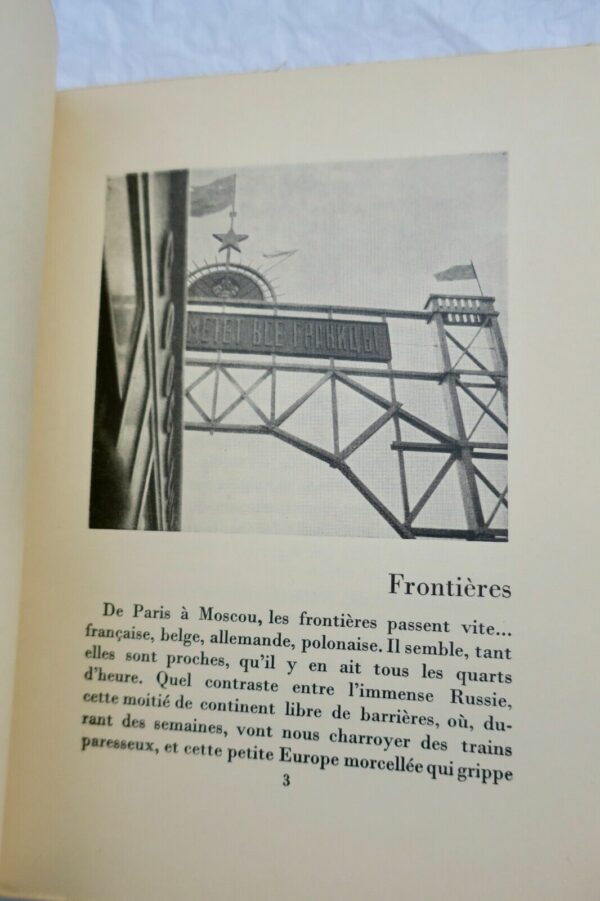 МЕТЕТ ВСЕ ГРАНИЦЫ
Frontières
De Paris à Moscou, les frontières passent vite...
française, belge, allemande, polonaise. Il semble, tant
elles sont proches, qu'il y en ait tous les quarts
d'heure. Quel contraste entre l'immense Russie,
cette moitié de continent libre de barrières, où, du-
rant des semaines, vont nous charroyer des trains
paresseux, et cette petite Europe morcellée qui grippe
3